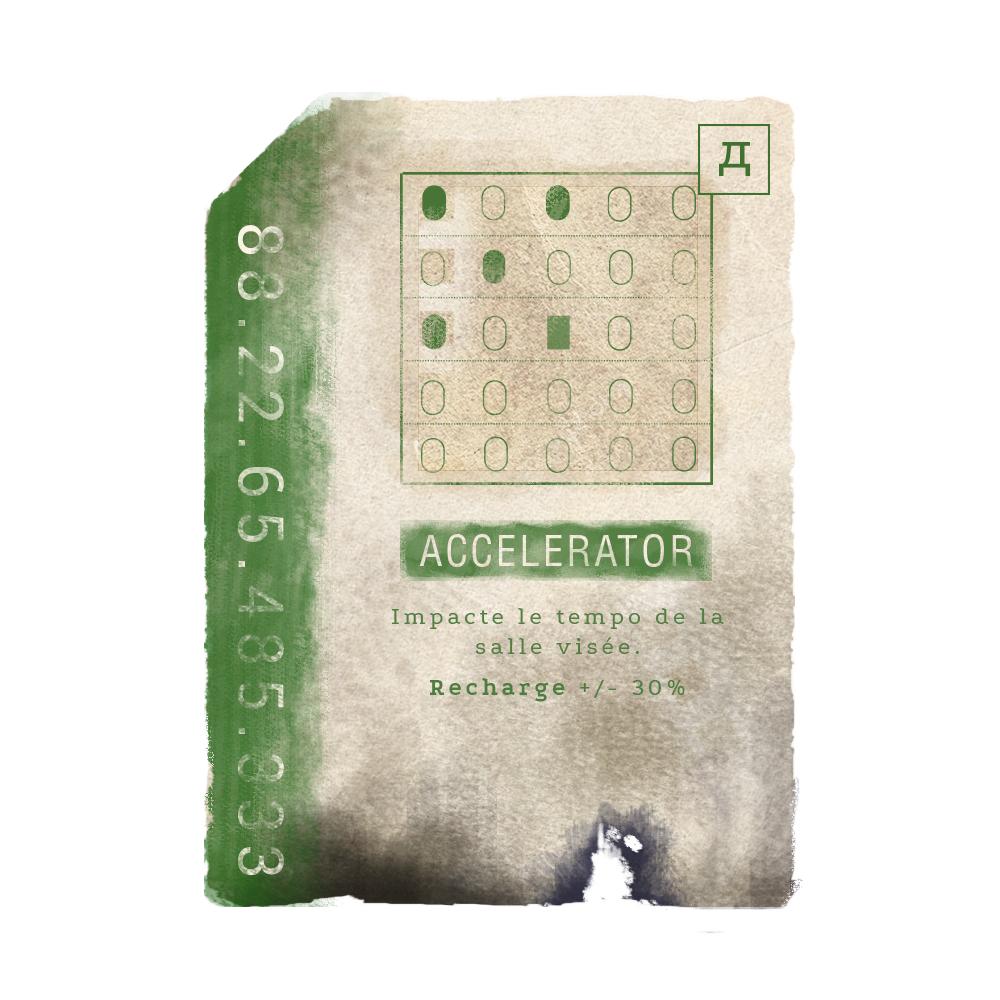 Д
88.22.65.485.333
ACCELERATOR
Impacte le tempo de la
salle visée.
Recharge +/- 30%